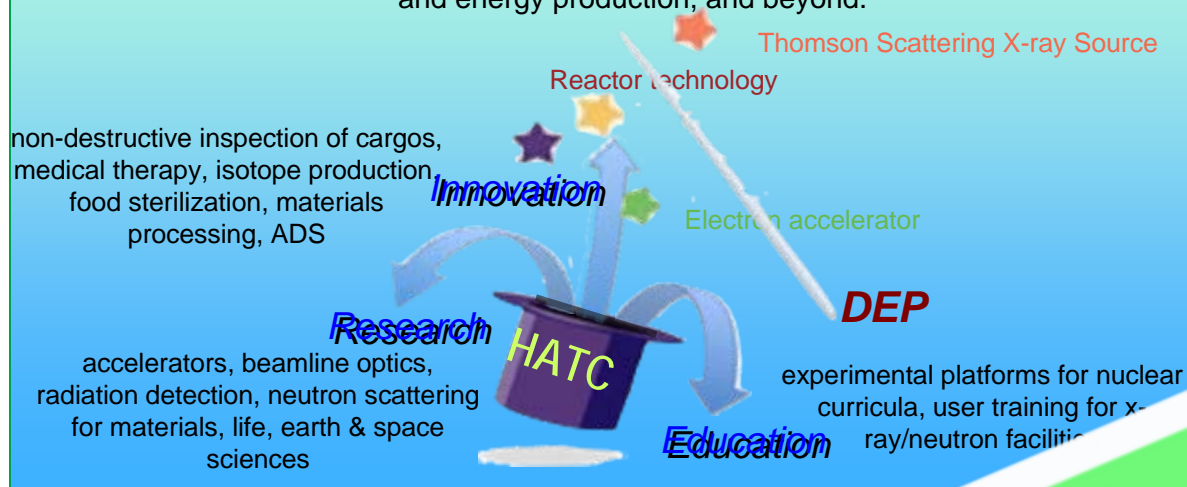 and energy production, and beyond.
Thomson Scattering X-ray Source
Reactor technology
non-destructive inspection of cargos,
medical therapy, isotope production,
food sterilization, materials
processing, ADS
Innovation
Electron accelerator
DEP
Research
HATC
accelerators, beamline optics,
radiation detection, neutron scattering
for materials, life, earth & space
sciences
experimental platforms for nuclear
curricula, user training for x-
ray/neutron
Education